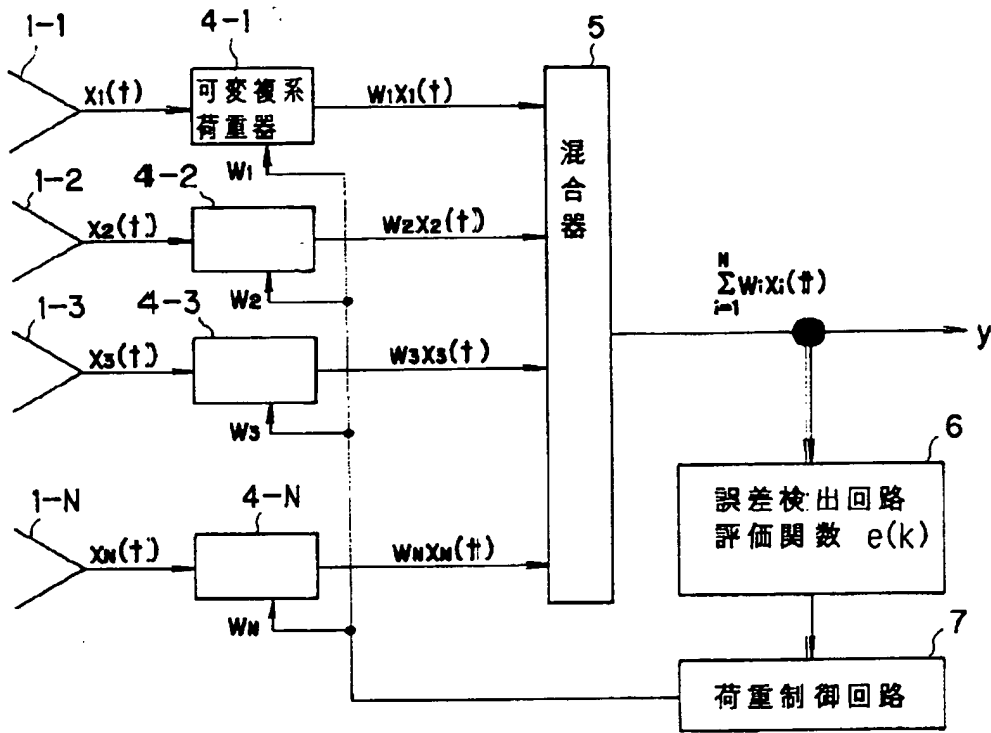 1-1
4-1
5
X1(t)
可変複系
荷重器
W1X1(t)
W1
混合器
1-2
4-2
X2(t)
W2X2(t)
W2
1-3
4-3
X3(t)
W3X3(t)
W3
N
ΣWiXi(t)
i=1
y
6
誤差検出回路
評価関数 e(k)
1-N
4-N
XN(t)
WNXN(t)
WN
7
荷重制御回路